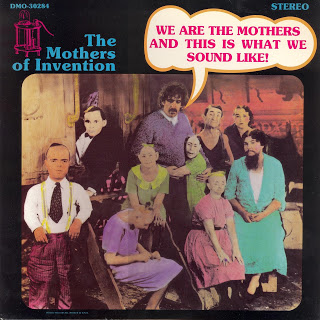 DMO-30284
STEREO
The
Mothers
of Invention
WE ARE THE MOTHERS
AND THIS IS WHAT WE
SOUND LIKE!